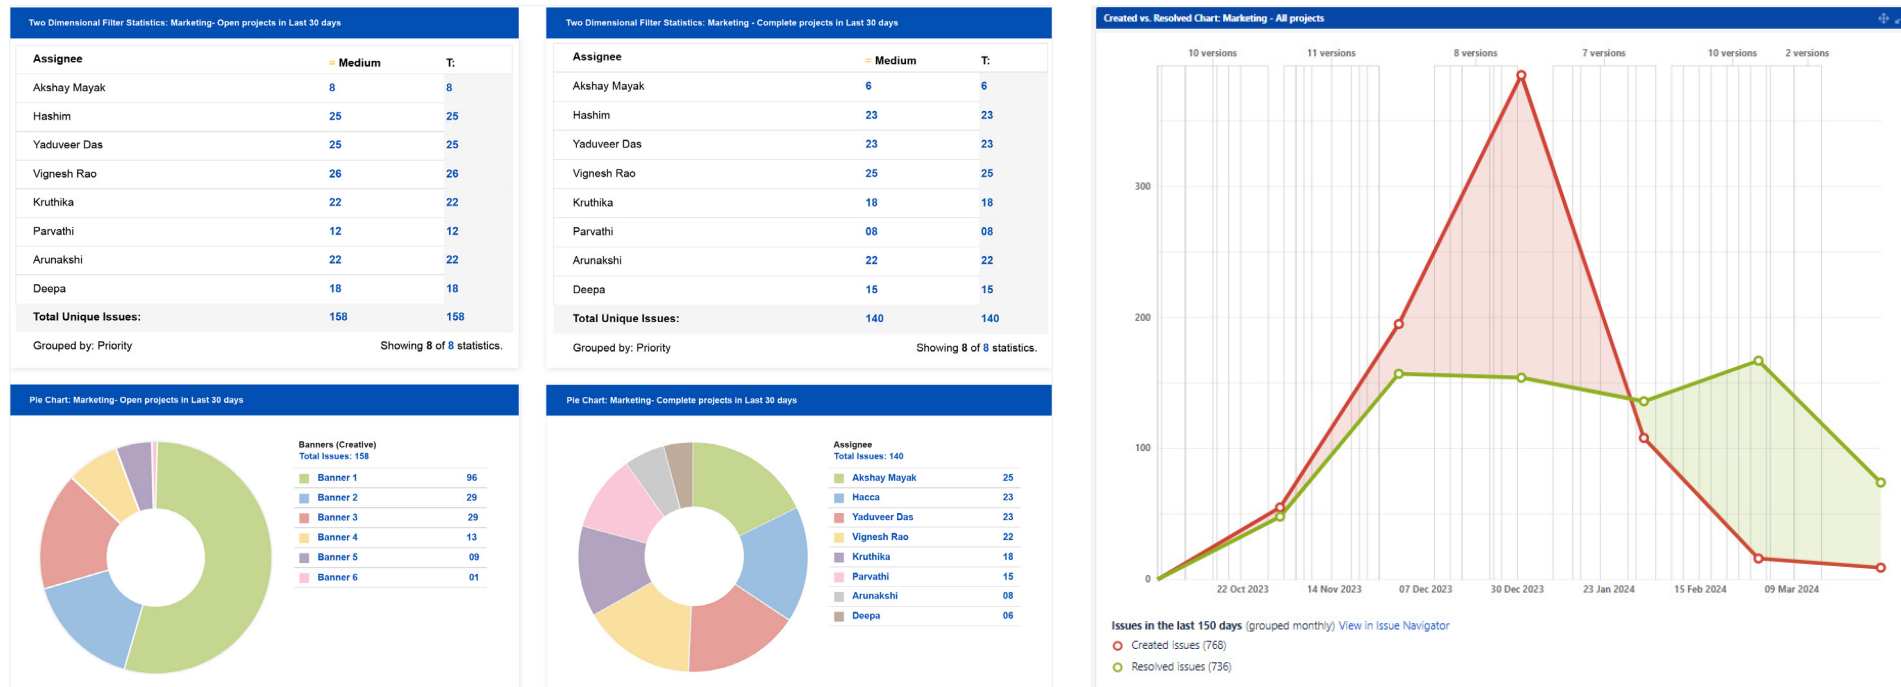 Two Dimensional Filter Statistics: Marketing- Open projects in Last 30 days
Assignee = Medium T:
Akshay Mayak 8 8
Hashim 25 25
Yaduveer Das 25 25
Vignesh Rao 26 26
Kruthika 22 22
Parvathi 12 12
Arunakshi 22 22
Deepa 18 18
Total Unique Issues: 158 158
Grouped by: Priority Showing 8 of 8 statistics.
Two Dimensional Filter Statistics: Marketing - Complete projects in Last 30 days
Assignee = Medium T:
Akshay Mayak 6 6
Hashim 23 23
Yaduveer Das 23 23
Vignesh Rao 25 25
Kruthika 18 18
Parvathi 08 08
Arunakshi 22 22
Deepa 15 15
Total Unique Issues: 140 140
Grouped by: Priority Showing 8 of 8 statistics.
Pie Chart: Marketing- Open projects in Last 30 days
Banners (Creative)
Total Issues: 158
Banner 1 96
Banner 2 29
Banner 3 29
Banner 4 13
Banner 5 09
Banner 6 01
Pie Chart: Marketing- Complete projects in Last 30 days
Assignee
Total Issues: 140
Akshay Mayak 25
Hacca 23
Yaduveer Das 23
Vignesh Rao 22
Kruthika 18
Parvathi 15
Arunakshi 08
Deepa 06
Created vs. Resolved Chart: Marketing - All projects
10 versions 11 versions 8 versions 7 versions 10 versions 2 versions
300
200
100
0
22 Oct 2023 14 Nov 2023 07 Dec 2023 30 Dec 2023 23 Jan 2024 15 Feb 2024 09 Mar 2024
Issues in the last 150 days (grouped monthly) View in Issue Navigator
Created issues (768)
Resolved issues (736)